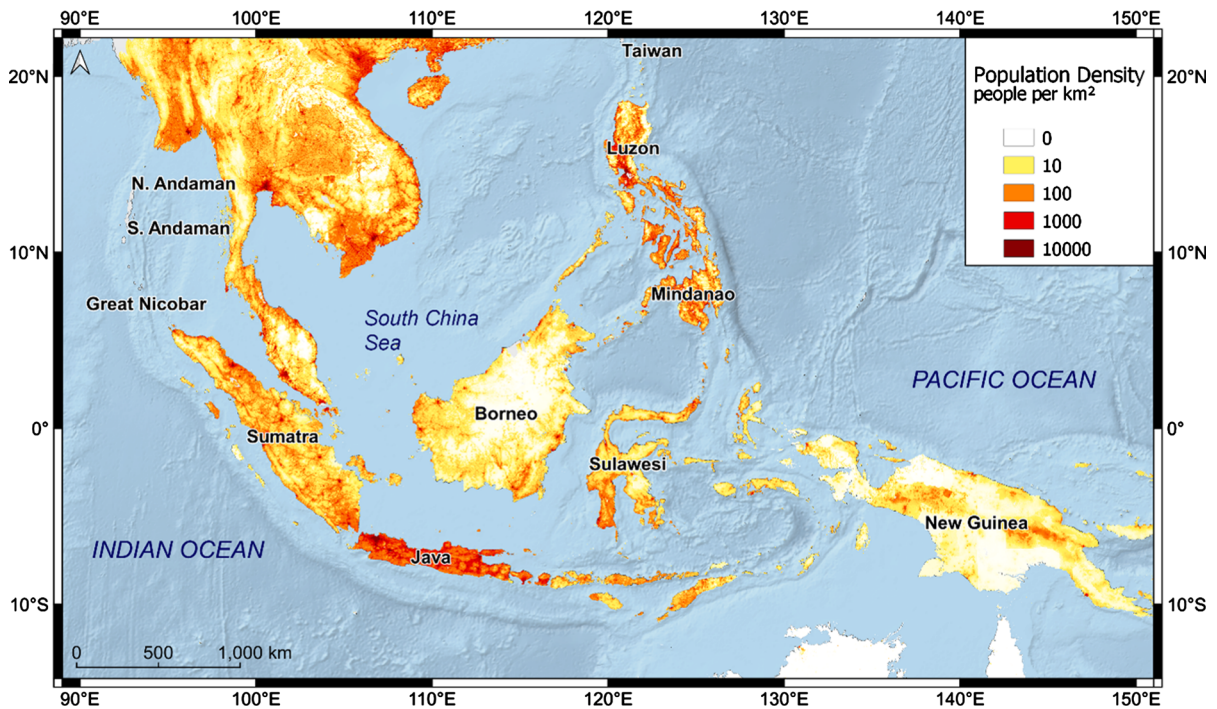 90°E 100°E 110°E 120°E 130°E 140°E 150°E
Taiwan
20°N 20°N
Population Density
people per km²
0
10
100
1000
10000
Luzon
N. Andaman
S. Andaman
10°N 10°N
Great Nicobar
Mindanao
South China
Sea
PACIFIC OCEAN
Borneo
0° 0°
Sumatra
Sulawesi
New Guinea
INDIAN OCEAN
Java
10°S 10°S
0 500 1,000 km
90°E 100°E 110°E 120°E 130°E 140°E 150°E